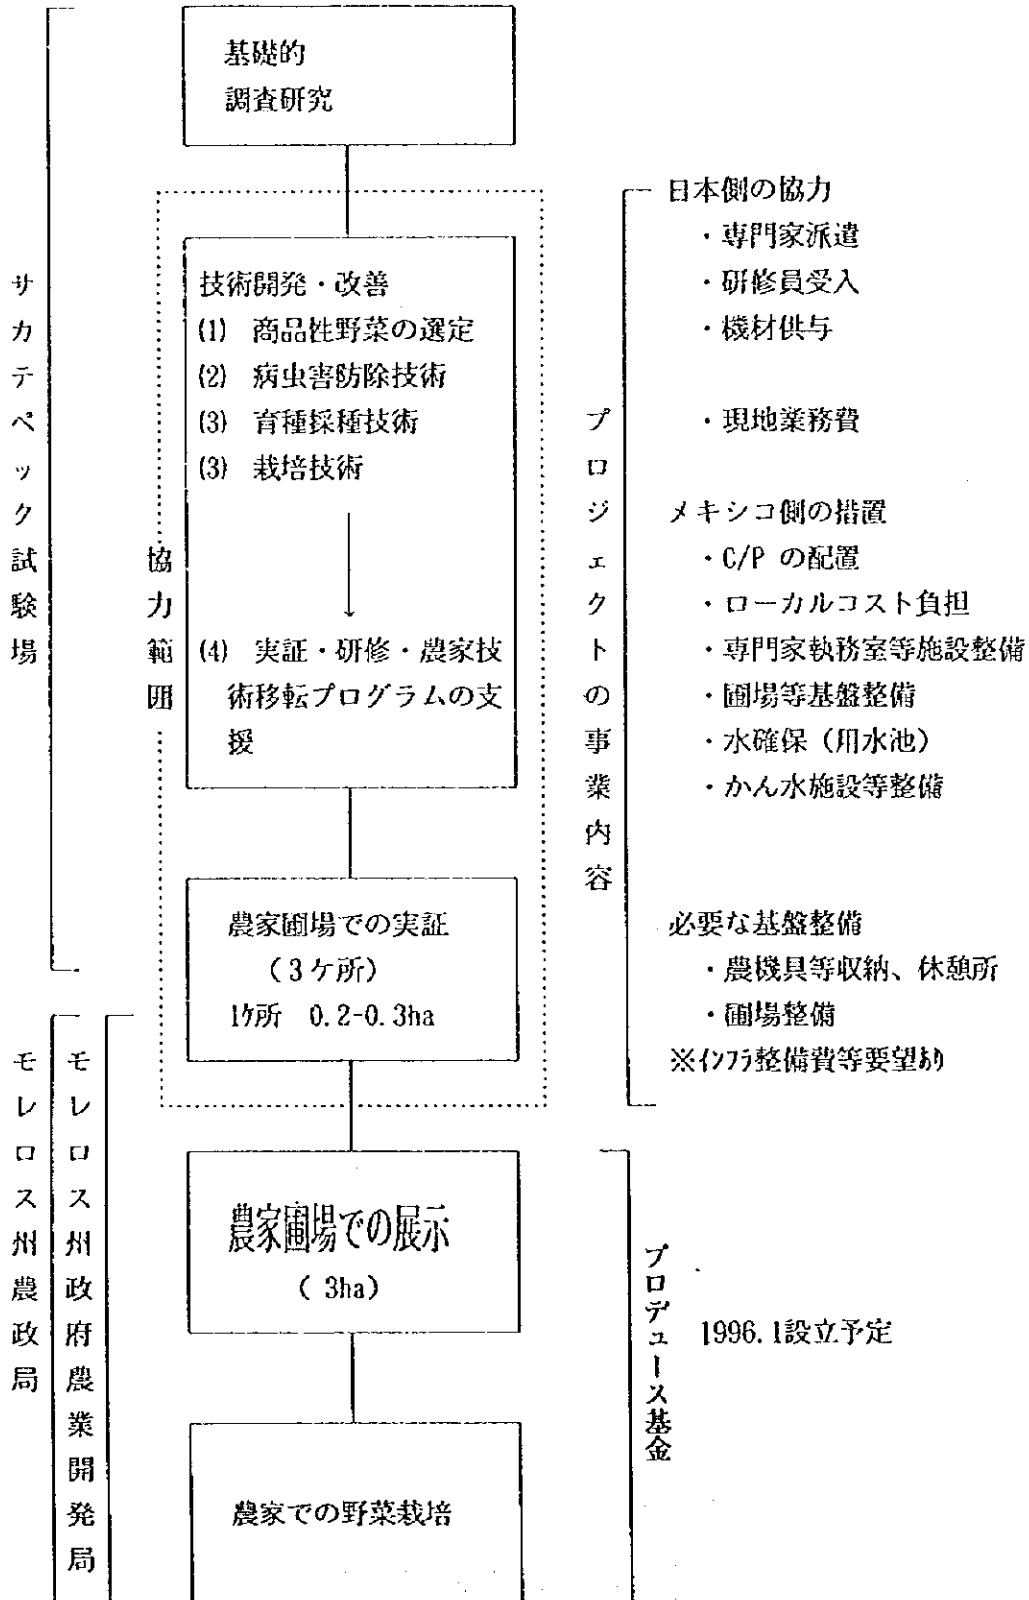 基礎的
調査研究
サカテペック試験場
協力範囲
技術開発・改善
(1) 商品性野菜の選定
(2) 病虫害防除技術
(3) 育種採種技術
(3) 栽培技術
(4) 実証・研修・農家技
術移転プログラムの支
援
農家圃場での実証
(3ケ所)
1ケ所 0.2-0.3ha
プロジェクトの事業内容
日本側の協力
・専門家派遣
・研修員受入
・機材供与
・現地業務費
メキシコ側の措置
・C/P の配置
・ローカルコスト負担
・専門家執務室等施設整備
・圃場等基盤整備
・水確保(用水池)
・かん水施設等整備
必要な基盤整備
・農機具等収納、休憩所
・圃場整備
※インフラ整備費等要望あり
モレロス州農政局
モレロス州政府農業開発局
農家圃場での展示
( 3ha)
農家での野菜栽培
プロデュース基金
1996.1設立予定